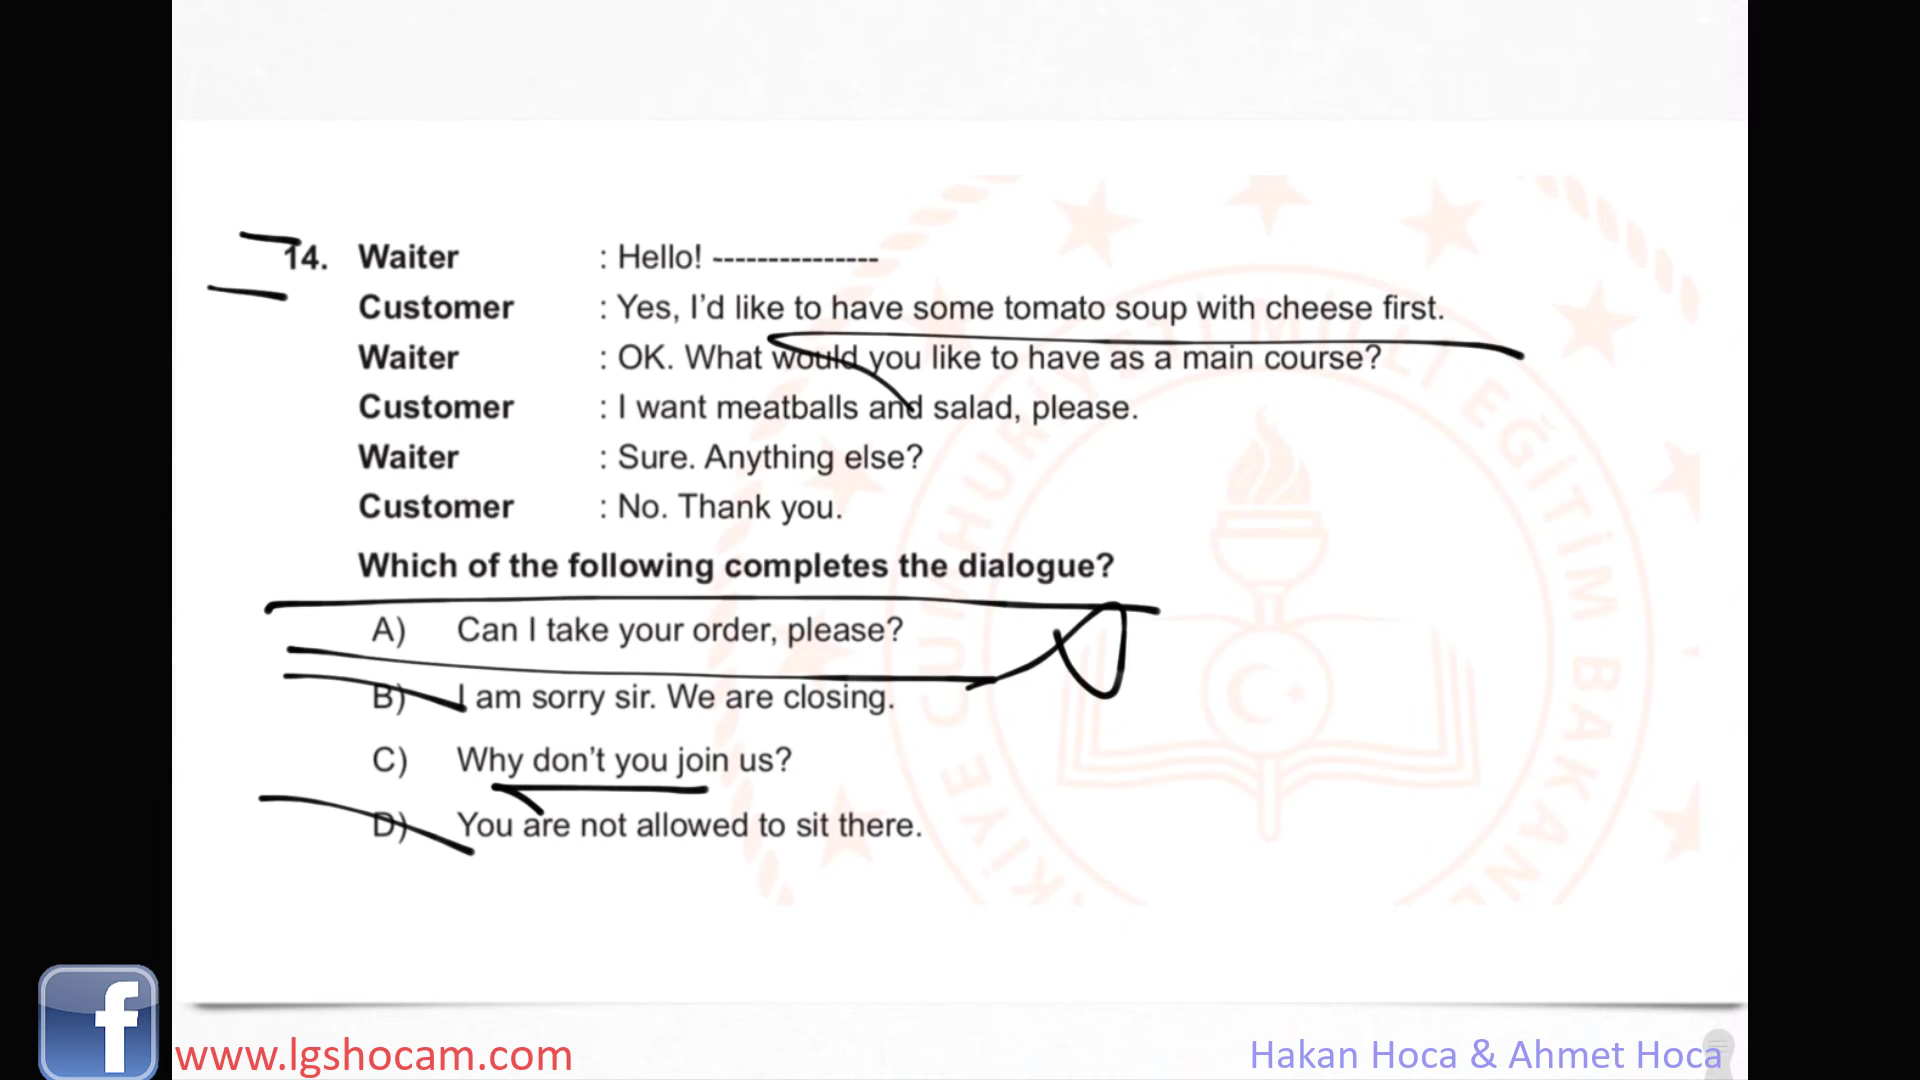 14. Waiter : Hello! ---------------
Customer : Yes, I’d like to have some tomato soup with cheese first.
Waiter : OK. What would you like to have as a main course?
Customer : I want meatballs and salad, please.
Waiter : Sure. Anything else?
Customer : No. Thank you.
Which of the following completes the dialogue?
A) Can I take your order, please?
B) I am sorry sir. We are closing.
C) Why don’t you join us?
D) You are not allowed to sit there.
www.lgshocam.com
Hakan Hoca & Ahmet Hoca